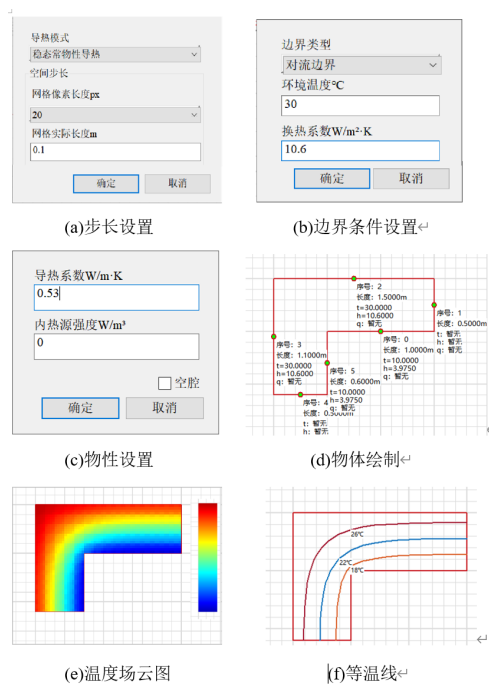 导热模式
稳态常物性导热
空间步长
网格像素长度px
20
网格实际长度m
0.1
确定 取消
(a)步长设置
边界类型
对流边界
环境温度℃
30
换热系数W/m²·K
10.6
确定 取消
(b)边界条件设置
导热系数W/m·K
0.53
内热源强度W/m³
0
空腔
确定 取消
(c)物性设置
序号：2
长度：1.5000m
t=30.0000
h=10.6000
q：暂无
序号：1
长度：0.5000m
t：暂无
h：暂无
q：暂无
序号：0
长度：1.0000m
t=10.0000
h=3.9750
q：暂无
序号：3
长度：1.1000m
t=30.0000
h=10.6000
q：暂无
序号：5
长度：0.6000m
t=10.0000
h=3.9750
q：暂无
序号：4
长度：0.5000m
t：暂无
h：暂无
(d)物体绘制
(e)温度场云图
26℃
22℃
18℃
(f)等温线